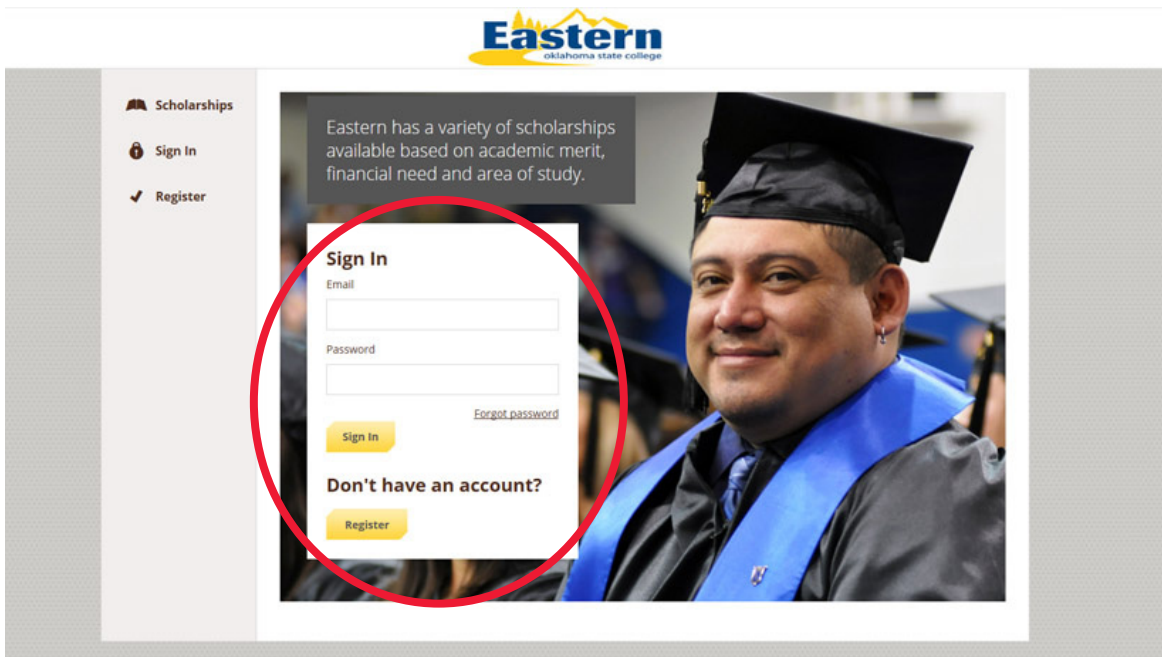 Eastern
oklahoma state college
Scholarships
Sign In
Register
Eastern has a variety of scholarships
available based on academic merit,
financial need and area of study.
Sign In
Email
Password
Forgot password
Sign In
Don't have an account?
Register